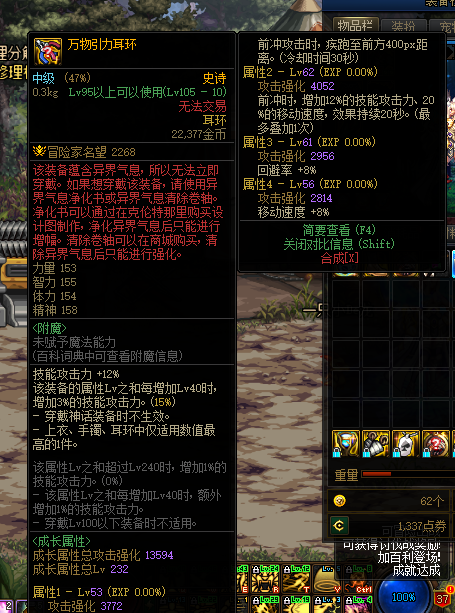 物品栏 装扮
万物引力耳环
中级 (47%) 史诗
0.3kg Lv95以上可以使用(Lv105 - 10)
无法交易
耳环
22,377金币
冒险家名望 2268
该装备蕴含异界气息,所以无法立即
穿戴。如果想穿戴该装备，请使用异
界气息净化书或异界气息清除卷轴。
净化书可以通过在克伦特那里购买设
计图制作，净化异界气息后只能进行
增幅。清除卷轴可以在商城购买，清
除异界气息后只能进行强化。
力量 153
智力 155
体力 154
精神 158
<附魔>
未赋予魔法能力
(百科词典中可查看附魔信息)
技能攻击力 +12%
该装备的属性Lv之和每增加Lv40时，
增加3%的技能攻击力。(15%)
- 穿戴神话装备时不生效。
- 上衣、手镯、耳环中仅适用数值最
高的1件。
该属性Lv之和超过Lv240时，增加1%的
技能攻击力。(0%)
- 该属性Lv之和每增加Lv40时，额外
增加1%的技能攻击力。
- 穿戴Lv100以下装备时不适用。
<成长属性>
成长属性总攻击强化 13594
成长属性总Lv 232
属性1 - Lv53 (EXP 0.00%)
攻击强化 3772
前冲攻击时，疾跑至前方400px距
离。(冷却时间30秒)
属性2 - Lv62 (EXP 0.00%)
攻击强化 4052
前冲时，增加12%的技能攻击力、20
%的移动速度，效果持续20秒。(最
多叠加1次)
属性3 - Lv61 (EXP 0.00%)
攻击强化 2956
回避率 +8%
属性4 - Lv56 (EXP 0.00%)
攻击强化 2814
移动速度 +8%
简要查看 (F4)
关闭对比信息 (Shift)
合成[X]
重量
62个
1,337点券
加百利登场!
成就达成
Ctrl
100%
37
2